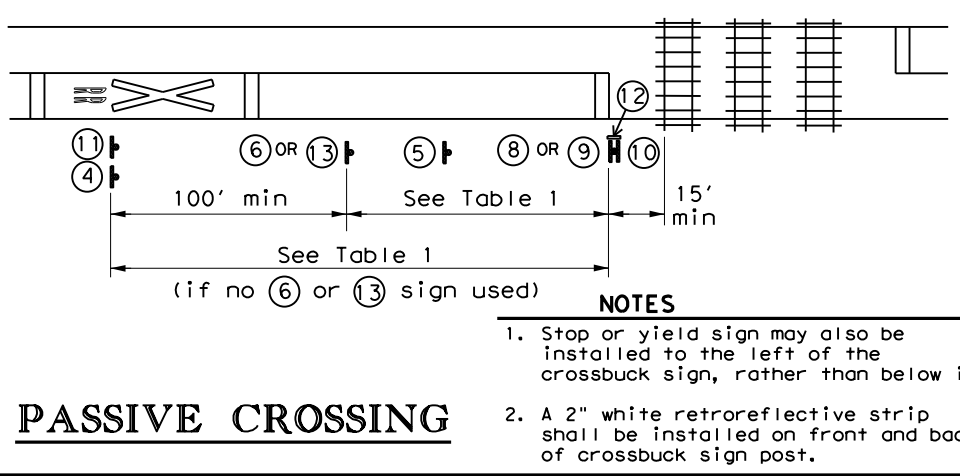 RR
12
11
6 OR 13
5
8 OR 9
10
4
100' min
See Table 1
15'
min
See Table 1
(if no 6 or 13 sign used)
NOTES
1. Stop or yield sign may also be
installed to the left of the
crossbuck sign, rather than below
PASSIVE CROSSING
2. A 2" white retroreflective strip
shall be installed on front and
of crossbuck sign post.